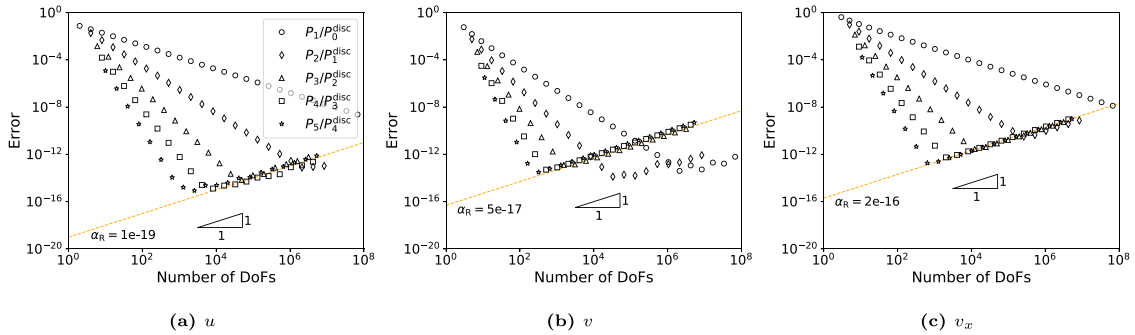 10^0
10^-4
10^-8
10^-12
10^-16
10^-20
Error
10^0 10^2 10^4 10^6 10^8
Number of DoFs
P_1/P_0^disc
P_2/P_1^disc
P_3/P_2^disc
P_4/P_3^disc
P_5/P_4^disc
α_R = 1e-19
1
1
(a) u
10^0
10^-4
10^-8
10^-12
10^-16
10^-20
Error
10^0 10^2 10^4 10^6 10^8
Number of DoFs
α_R = 5e-17
1
1
(b) v
10^0
10^-4
10^-8
10^-12
10^-16
10^-20
Error
10^0 10^2 10^4 10^6 10^8
Number of DoFs
α_R = 2e-16
1
1
(c) v_x